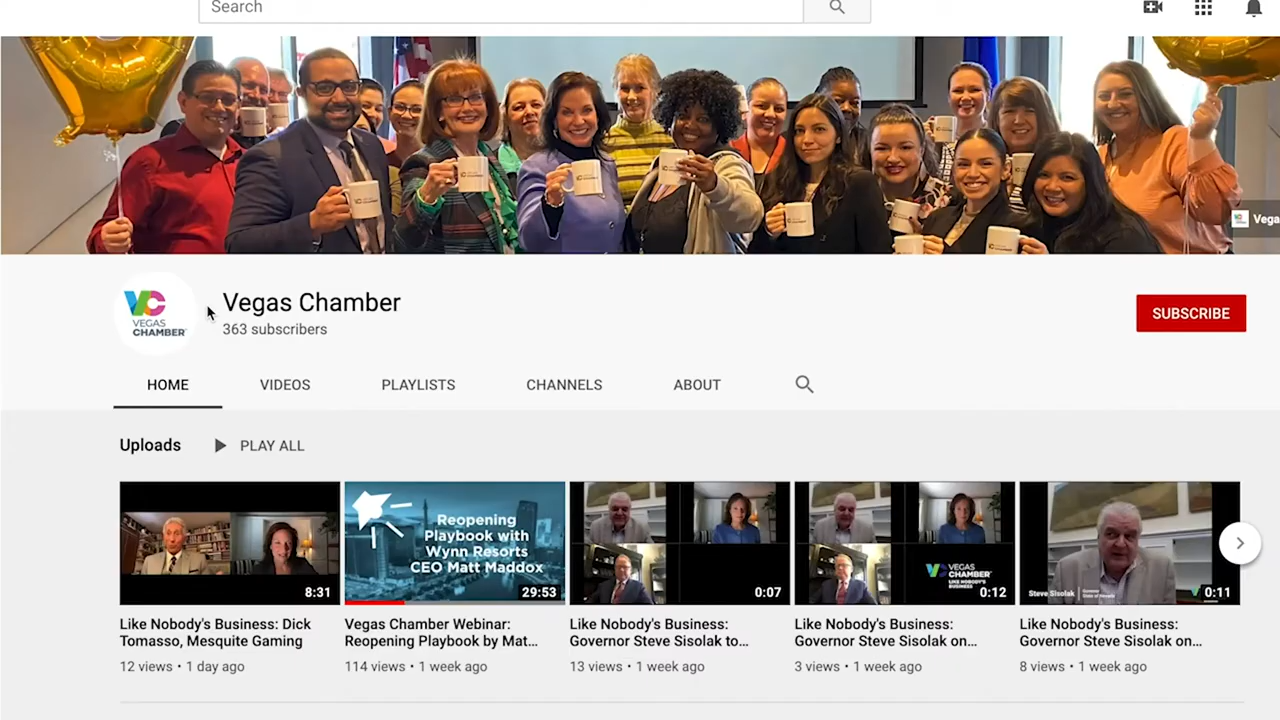 Search
Vega
VC
VEGAS
CHAMBER
Vegas Chamber
363 subscribers
SUBSCRIBE
HOME
VIDEOS
PLAYLISTS
CHANNELS
ABOUT
Uploads
PLAY ALL
8:31
Reopening
Playbook with
Wynn Resorts
CEO Matt Maddox
29:53
0:07
VEGAS
CHAMBER
LIKE NOBODY'S
BUSINESS
0:12
Steve Sisolak
0:11
Like Nobody's Business: Dick
Tomasso, Mesquite Gaming
12 views • 1 day ago
Vegas Chamber Webinar:
Reopening Playbook by Mat...
114 views • 1 week ago
Like Nobody's Business:
Governor Steve Sisolak to...
13 views • 1 week ago
Like Nobody's Business:
Governor Steve Sisolak on...
3 views • 1 week ago
Like Nobody's Business:
Governor Steve Sisolak on...
8 views • 1 week ago